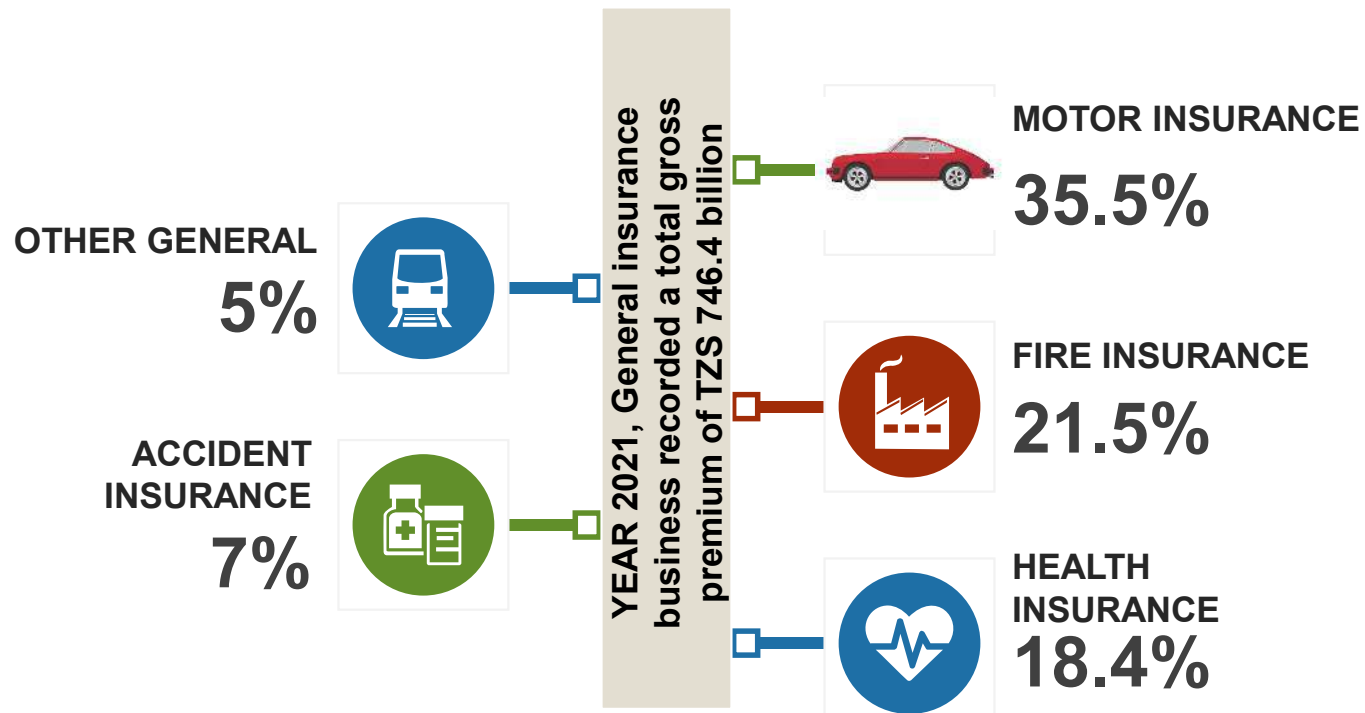 OTHER GENERAL
5%
ACCIDENT
INSURANCE
7%
YEAR 2021, General insurance
business recorded a total gross
premium of TZS 746.4 billion
MOTOR INSURANCE
35.5%
FIRE INSURANCE
21.5%
HEALTH
INSURANCE
18.4%